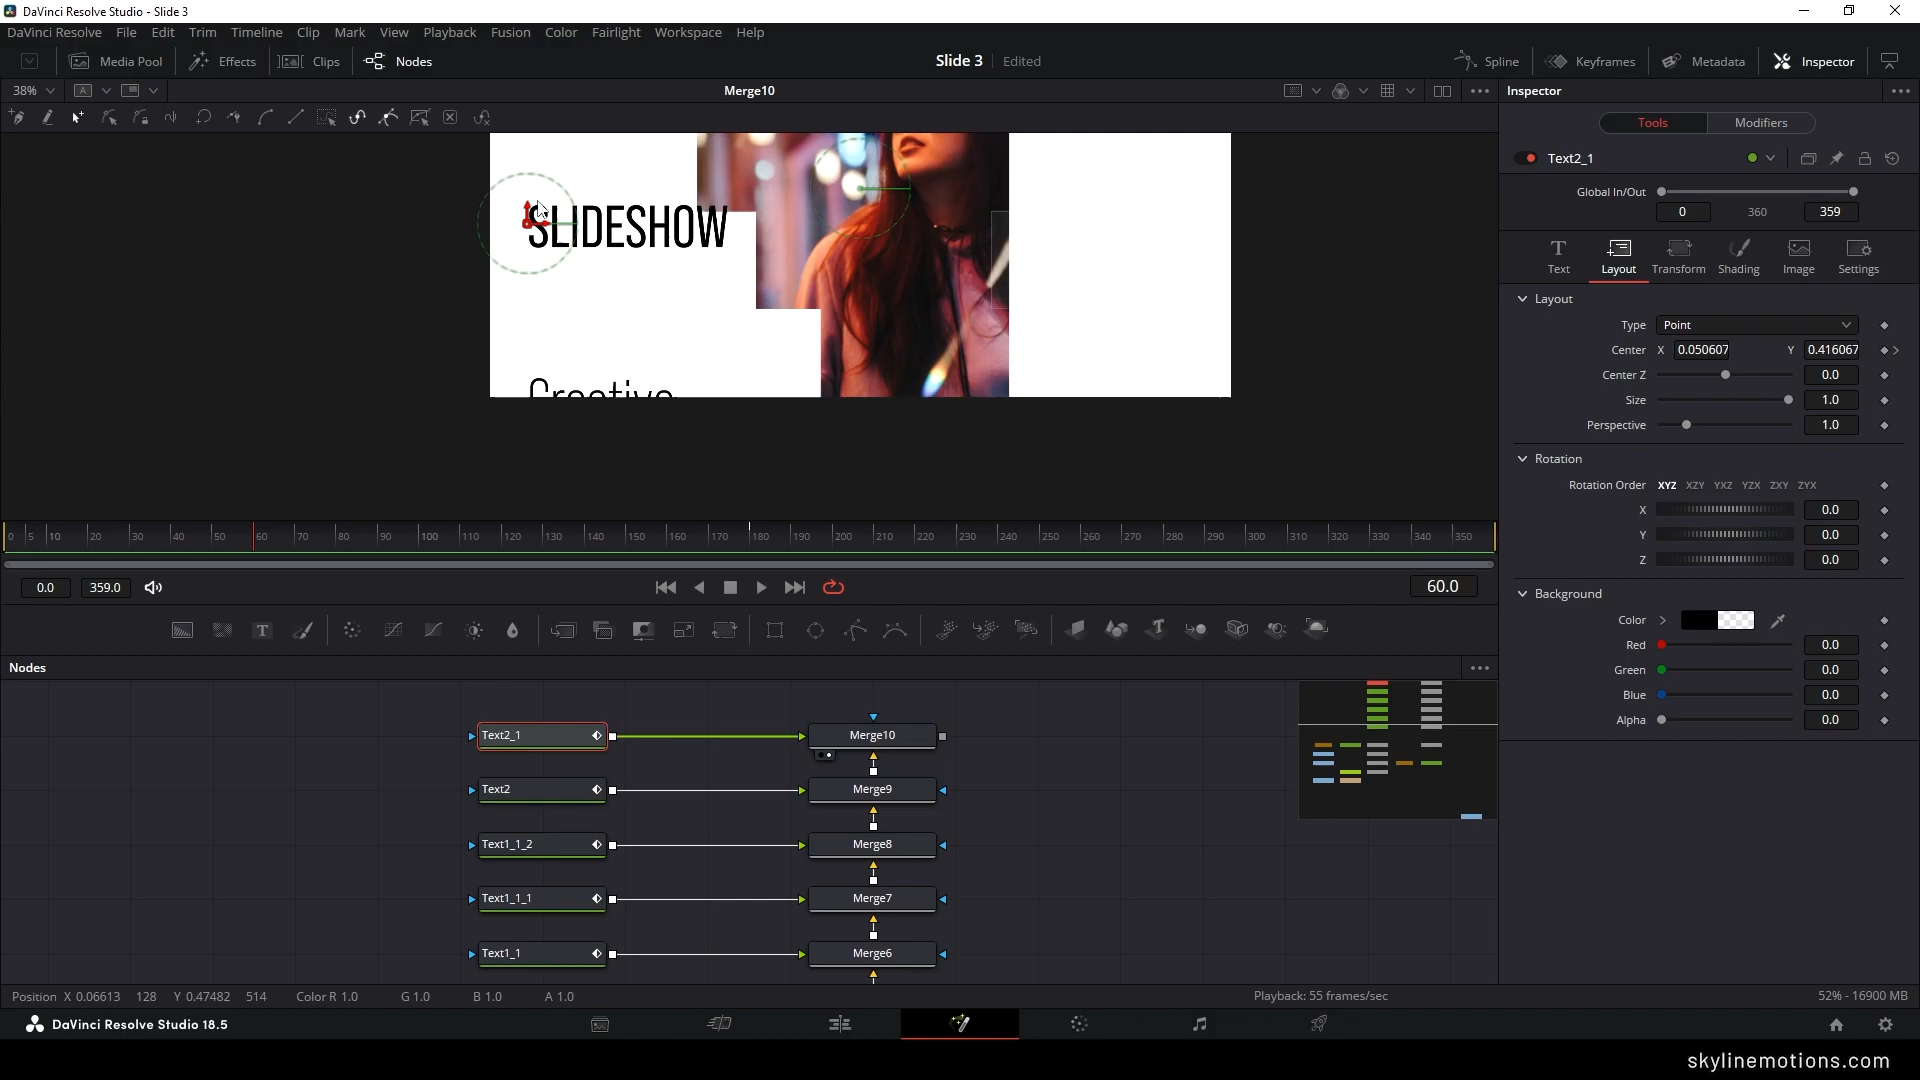 DaVinci Resolve Studio - Slide 3
DaVinci Resolve File Edit Trim Timeline Clip Mark View Playback Fusion Color Fairlight Workspace Help
Media Pool Effects Clips Nodes Slide 3 Edited Spline Keyframes Metadata Inspector
38% A Merge10 Inspector
Tools Modifiers
Text2_1
Global In/Out
0 360 359
T
Text Layout Transform Shading Image Settings
Layout
Type Point
Center X 0.050607 Y 0.416067
Center Z 0.0
Size 1.0
Perspective 1.0
Rotation
Rotation Order XYZ XZY YXZ YZX ZXY ZYX
X 0.0
Y 0.0
Z 0.0
Background
Color
Red 0.0
Green 0.0
Blue 0.0
Alpha 0.0
SLIDESHOW
Creative
0 5 10 20 30 40 50 60 70 80 90 100 110 120 130 140 150 160 170 180 190 200 210 220 230 240 250 260 270 280 290 300 310 320 330 340 350
0.0 359.0 60.0
Nodes
Text2_1 Merge10
Text2 Merge9
Text1_1_2 Merge8
Text1_1_1 Merge7
Text1_1 Merge6
Position X 0.06613 128 Y 0.47482 514 Color R 1.0 G 1.0 B 1.0 A 1.0 Playback: 55 frames/sec 52% - 16900 MB
DaVinci Resolve Studio 18.5
skylinemotions.com